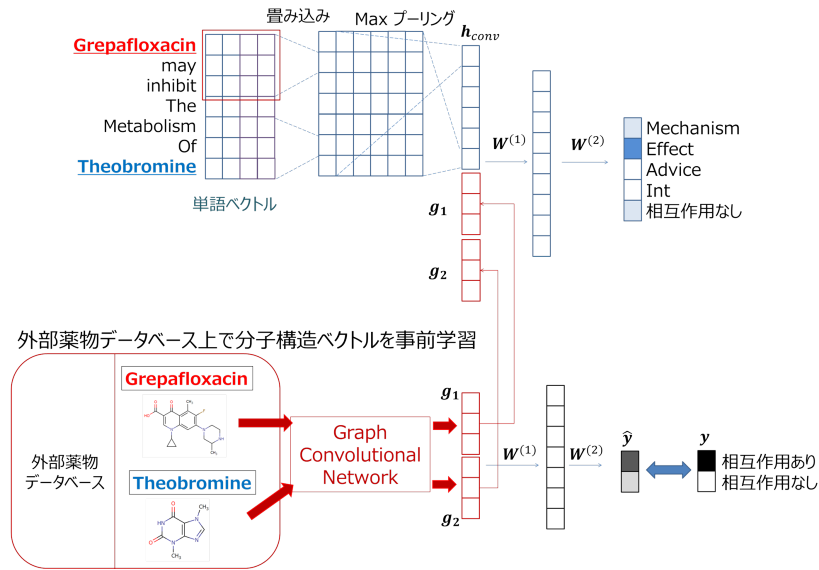 畳み込み
Max プーリング
h_conv
Grepafloxacin
may
inhibit
The
Metabolism
Of
Theobromine
単語ベクトル
W^(1)
W^(2)
Mechanism
Effect
Advice
Int
相互作用なし
g_1
g_2
外部薬物データベース上で分子構造ベクトルを事前学習
外部薬物
データベース
Grepafloxacin
Theobromine
Graph
Convolutional
Network
g_1
g_2
W^(1)
W^(2)
ŷ
y
相互作用あり
相互作用なし